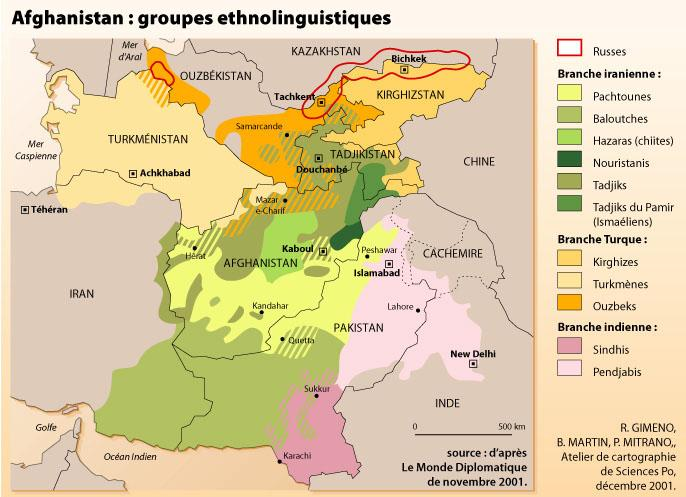 Afghanistan : groupes ethnolinguistiques
Mer
d'Aral
KAZAKHSTAN
OUZBÉKISTAN
Bichkek
Tachkent
KIRGHIZSTAN
Samarcande
TURKMÉNISTAN
Mer
Caspienne
TADJIKISTAN
CHINE
Achkhabad
Douchanbé
Téhéran
Mazar
e-Charif
Kaboul
Peshawar
Hérat
AFGHANISTAN
Islamabad
CACHEMIRE
IRAN
Kandahar
Lahore
PAKISTAN
Quetta
New Delhi
Sukkur
INDE
Golfe
Océan Indien
Karachi
0 500 km
source : d'après
Le Monde Diplomatique
de novembre 2001.
Russes
Branche iranienne :
Pachtounes
Baloutches
Hazaras (chiites)
Nouristanis
Tadjiks
Tadjiks du Pamir
(Ismaéliens)
Branche Turque :
Kirghizes
Turkmènes
Ouzbeks
Branche indienne :
Sindhis
Pendjabis
R. GIMENO,
B. MARTIN, P. MITRANO,,
Atelier de cartographie
de Sciences Po,
décembre 2001.